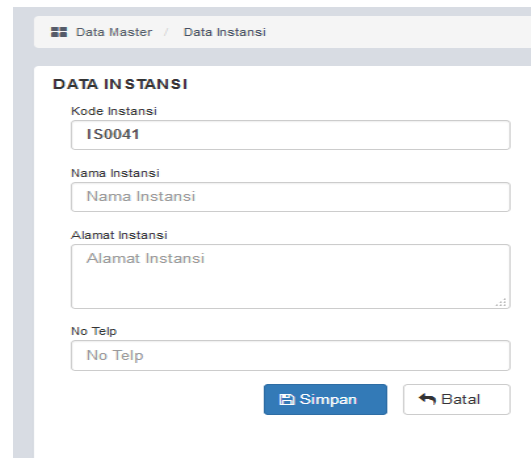 Data Master / Data Instansi
DATA INSTANSI
Kode Instansi
IS0041
Nama Instansi
Nama Instansi
Alamat Instansi
Alamat Instansi
No Telp
No Telp
Simpan Batal